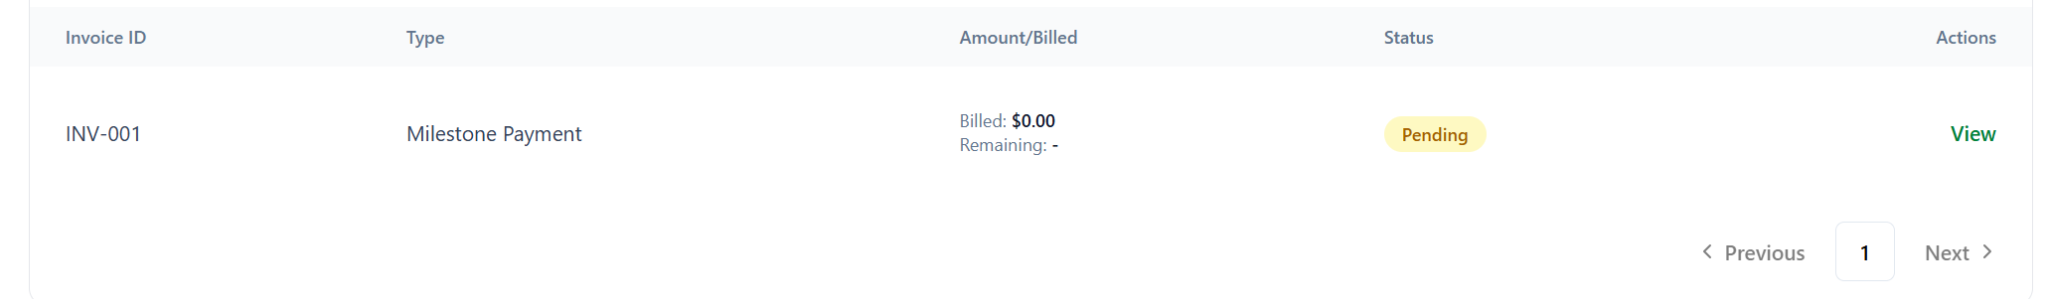 Invoice ID Type Amount/Billed Status Actions
INV-001 Milestone Payment Billed: $0.00 Pending View
Remaining: -
Previous 1 Next